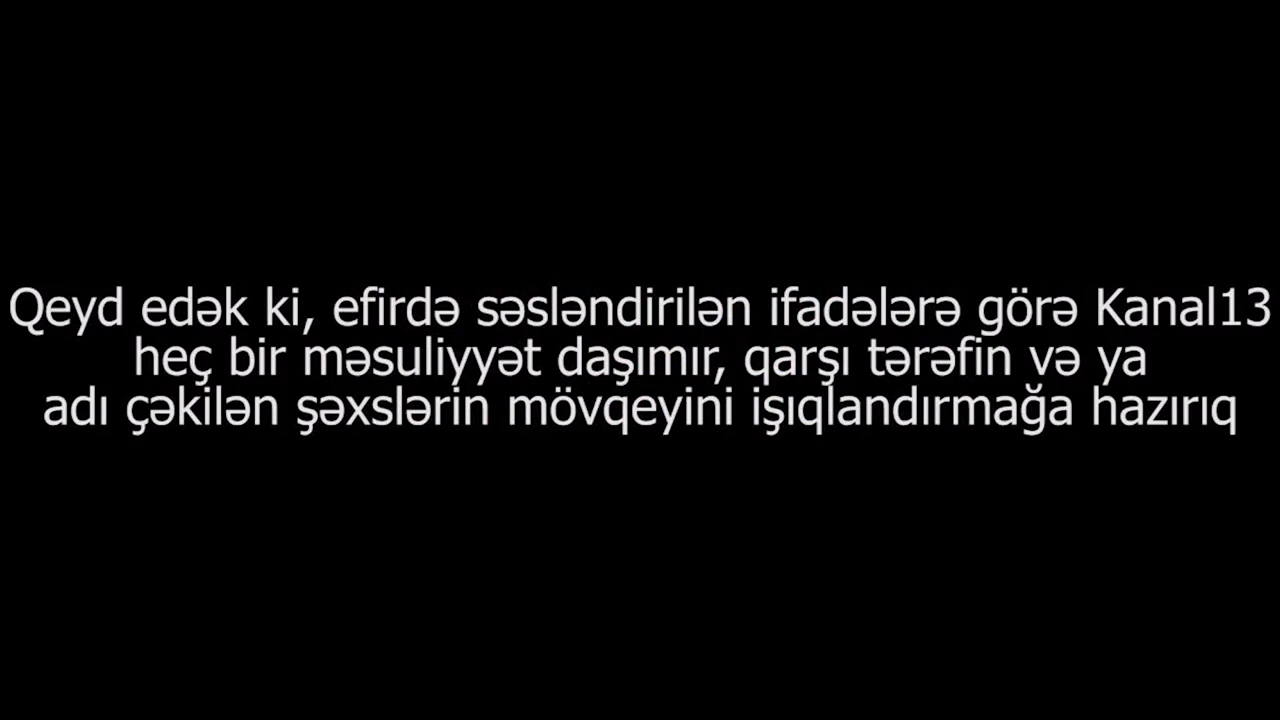 Qeyd edək ki, efirdə səsləndirilən ifadələrə görə Kanal13
heç bir məsuliyyət daşımır, qarşı tərəfin və ya
adı çəkilən şəxslərin mövqeyini işıqlandırmağa hazırıq